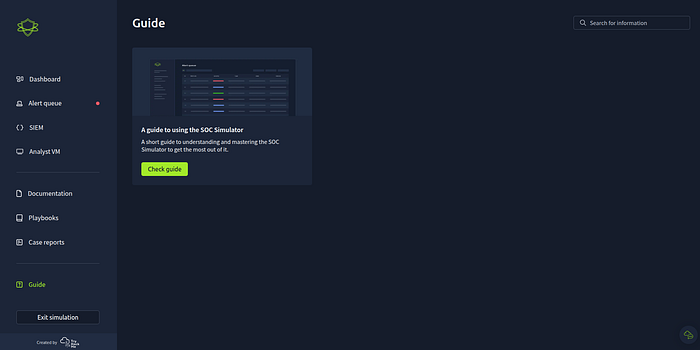 Guide
Search for information
Dashboard
Alert queue
SIEM
Analyst VM
Documentation
Playbooks
Case reports
Guide
Exit simulation
Created by
A guide to using the SOC Simulator
A short guide to understanding and mastering the SOC
Simulator to get the most out of it.
Check guide